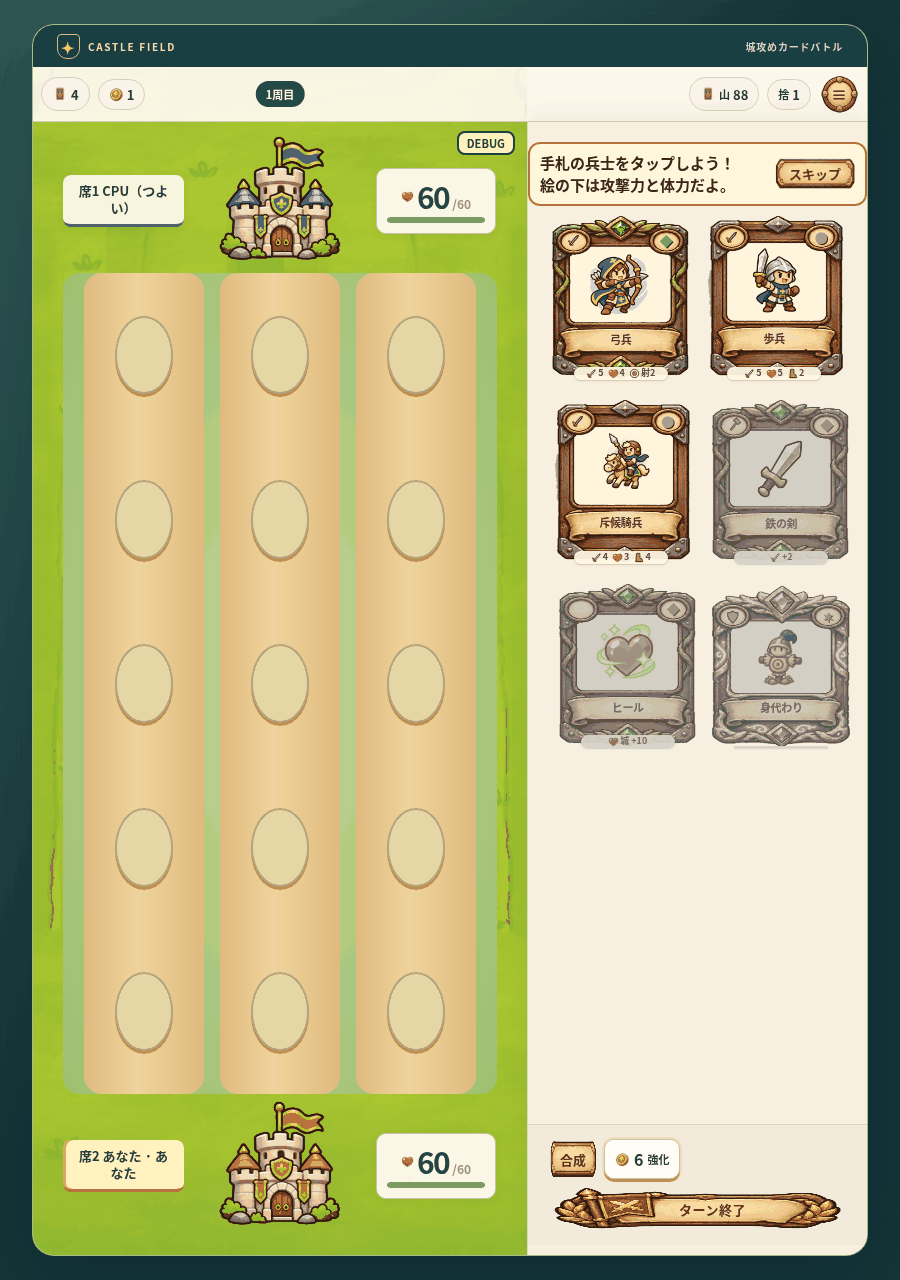 CASTLE FIELD
城攻めカードバトル
4
1
1周目
山 88
捨 1
DEBUG
席1 CPU（つよ
い）
60/60
手札の兵士をタップしよう！
絵の下は攻撃力と体力だよ。
スキップ
弓兵
5 4 射2
歩兵
5 5 2
斥候騎兵
4 3 4
鉄の剣
+2
ヒール
城 +10
身代わり
席2 あなた・あ
なた
60/60
合成
6 強化
ターン終了